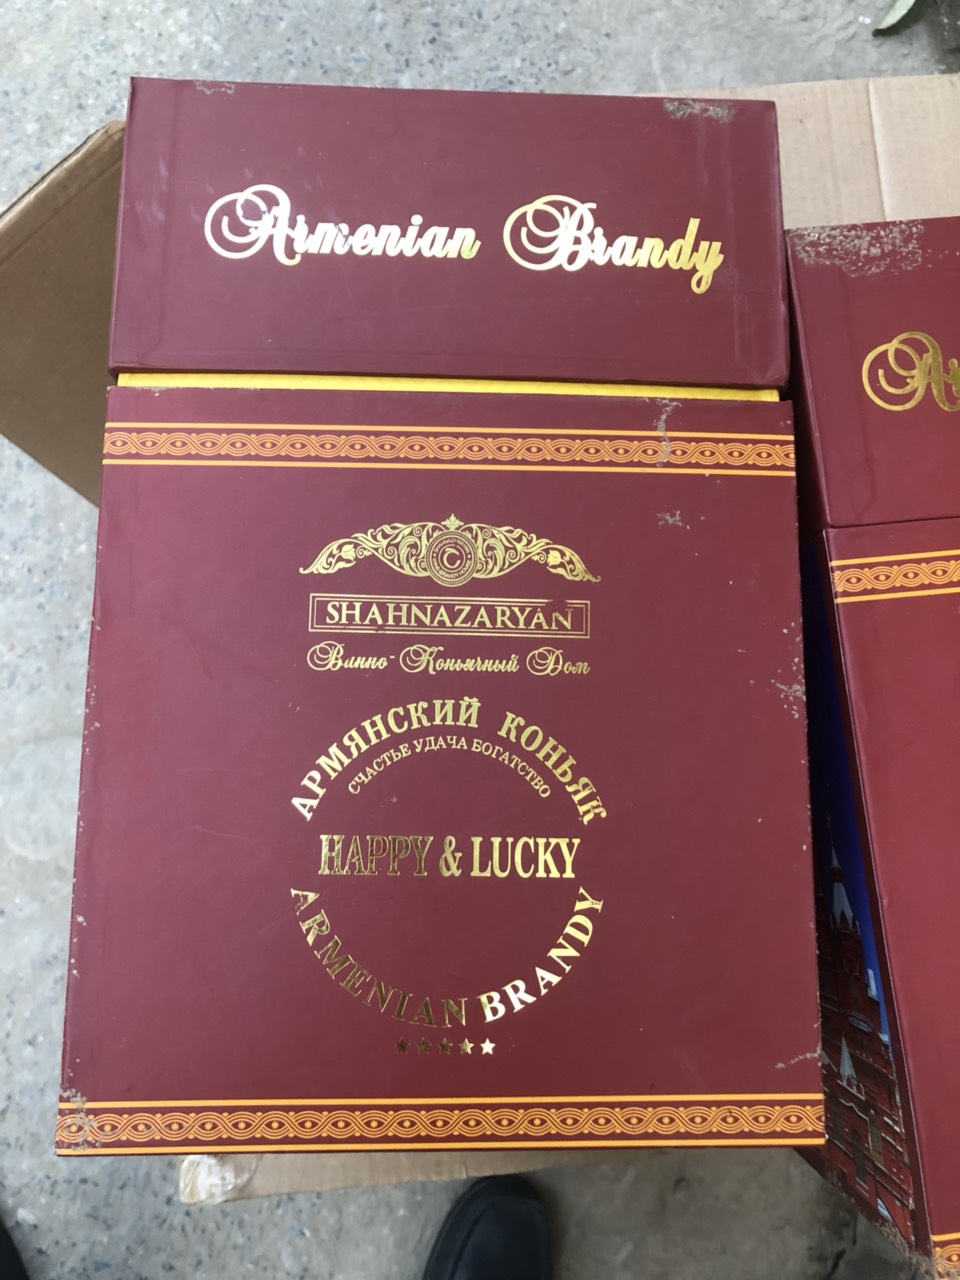 Armenian Brandy
C
SHAHNAZARYAN
Винно-Коньячный Дом
АРМЯНСКИЙ КОНЬЯК
СЧАСТЬЕ УДАЧА БОГАТСТВО
HAPPY & LUCKY
ARMENIAN BRANDY